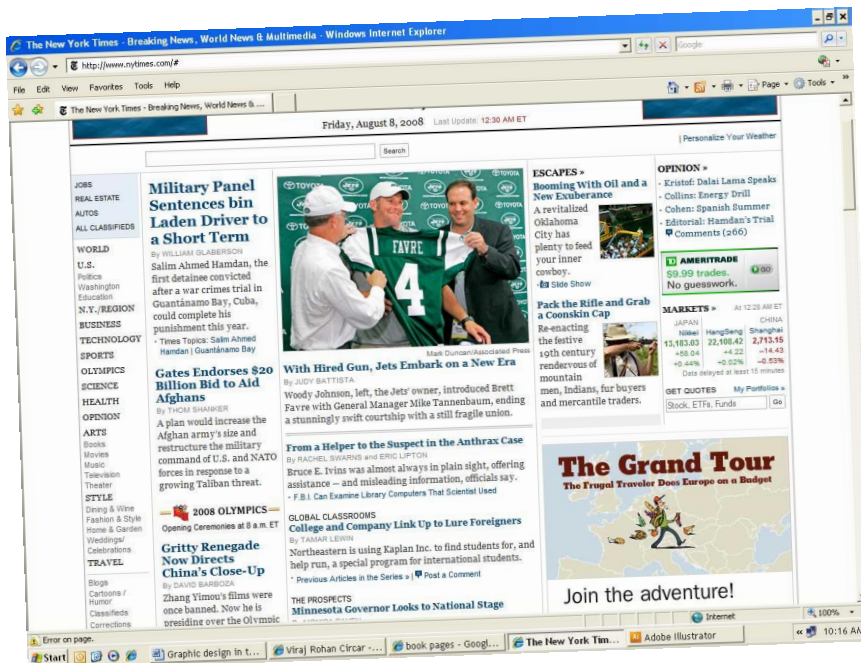 The New York Times - Breaking News, World News & Multimedia - Windows Internet Explorer
http://www.nytimes.com/#
Google
File Edit View Favorites Tools Help
The New York Times - Breaking News, World News & ...
Page Tools
Friday, August 8, 2008 Last Update: 12:30 AM ET
Search
Personalize Your Weather
JOBS
REAL ESTATE
AUTOS
ALL CLASSIFIEDS
WORLD
U.S.
Politics
Washington
Education
N.Y./REGION
BUSINESS
TECHNOLOGY
SPORTS
OLYMPICS
SCIENCE
HEALTH
OPINION
ARTS
Books
Movies
Music
Television
Theater
STYLE
Dining & Wine
Fashion & Style
Home & Garden
Weddings/
Celebrations
TRAVEL
Blogs
Cartoons /
Humor
Classifieds
Corrections
Military Panel
Sentences bin
Laden Driver to
a Short Term
By WILLIAM GLABERSON
Salim Ahmed Hamdan, the
first detainee convicted
after a war crimes trial in
Guantánamo Bay, Cuba,
could complete his
punishment this year.
· Times Topics: Salim Ahmed
Hamdan | Guantánamo Bay
Gates Endorses $20
Billion Bid to Aid
Afghans
By THOM SHANKER
A plan would increase the
Afghan army's size and
restructure the military
command of U.S. and NATO
forces in response to a
growing Taliban threat.
2008 OLYMPICS
Opening Ceremonies at 8 a.m. ET
Gritty Renegade
Now Directs
China's Close-Up
By DAVID BARBOZA
Zhang Yimou's films were
once banned. Now he is
presiding over the Olympic
TOYOTA
JETS
FAVRE
4
Mark Duncan/Associated Press
With Hired Gun, Jets Embark on a New Era
By JUDY BATTISTA
Woody Johnson, left, the Jets' owner, introduced Brett
Favre with General Manager Mike Tannenbaum, ending
a stunningly swift courtship with a still fragile union.
From a Helper to the Suspect in the Anthrax Case
By RACHEL SWARNS and ERIC LIPTON
Bruce E. Ivins was almost always in plain sight, offering
assistance — and misleading information, officials say.
· F.B.I. Can Examine Library Computers That Scientist Used
GLOBAL CLASSROOMS
College and Company Link Up to Lure Foreigners
By TAMAR LEWIN
Northeastern is using Kaplan Inc. to find students for, and
help run, a special program for international students.
· Previous Articles in the Series » | Post a Comment
THE PROSPECTS
Minnesota Governor Looks to National Stage
ESCAPES »
Booming With Oil and a
New Exuberance
A revitalized
Oklahoma
City has
plenty to feed
your inner
cowboy.
· Slide Show
Pack the Rifle and Grab
a Coonskin Cap
Re-enacting
the festive
19th century
rendezvous of
mountain
men, Indians, fur buyers
and mercantile traders.
OPINION »
· Kristof: Dalai Lama Speaks
· Collins: Energy Drill
· Cohen: Spanish Summer
· Editorial: Hamdan's Trial
Comments (266)
TD AMERITRADE
$9.99 trades.
No guesswork.
GO
MARKETS » At 12:28 AM ET
JAPAN CHINA
Nikkei HangSeng Shanghai
13,183.03 22,108.42 2,713.15
+58.04 +4.22 -14.43
+0.44% +0.02% -0.53%
Data delayed at least 15 minutes
GET QUOTES My Portfolios »
Stock, ETFs, Funds Go
The Grand Tour
The Frugal Traveler Does Europe on a Budget
Join the adventure!
Error on page.
Internet
100%
Start
Graphic design in t...
Viraj Rohan Circar -...
book pages - Googl...
The New York Tim...
Adobe Illustrator
10:16 AM